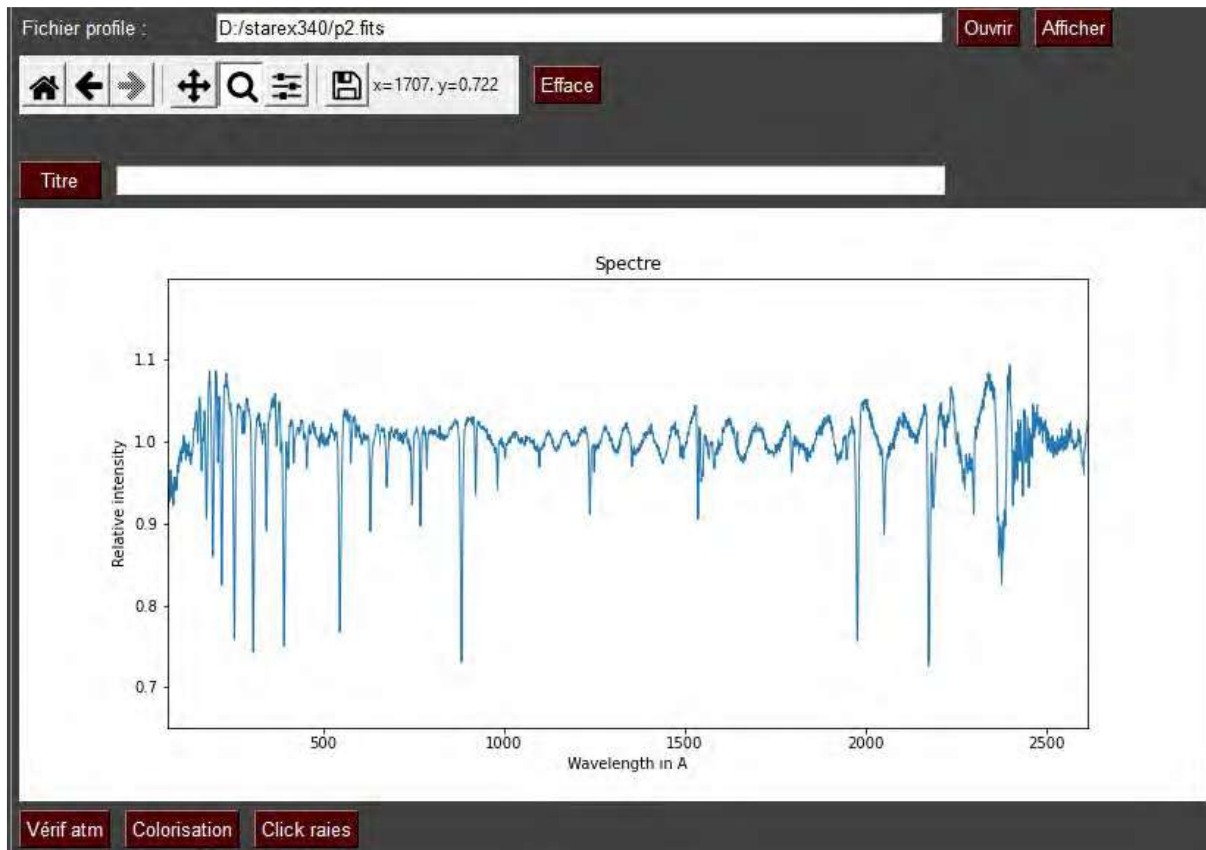 Fichier profile : D:/starex340/p2.fits Ouvrir Afficher
x=1707. y=0.722 Efface
Titre
Spectre
1.1
1.0
0.9
0.8
0.7
Relative intensity
500 1000 1500 2000 2500
Wavelength in A
Vérif atm Colorisation Click raies